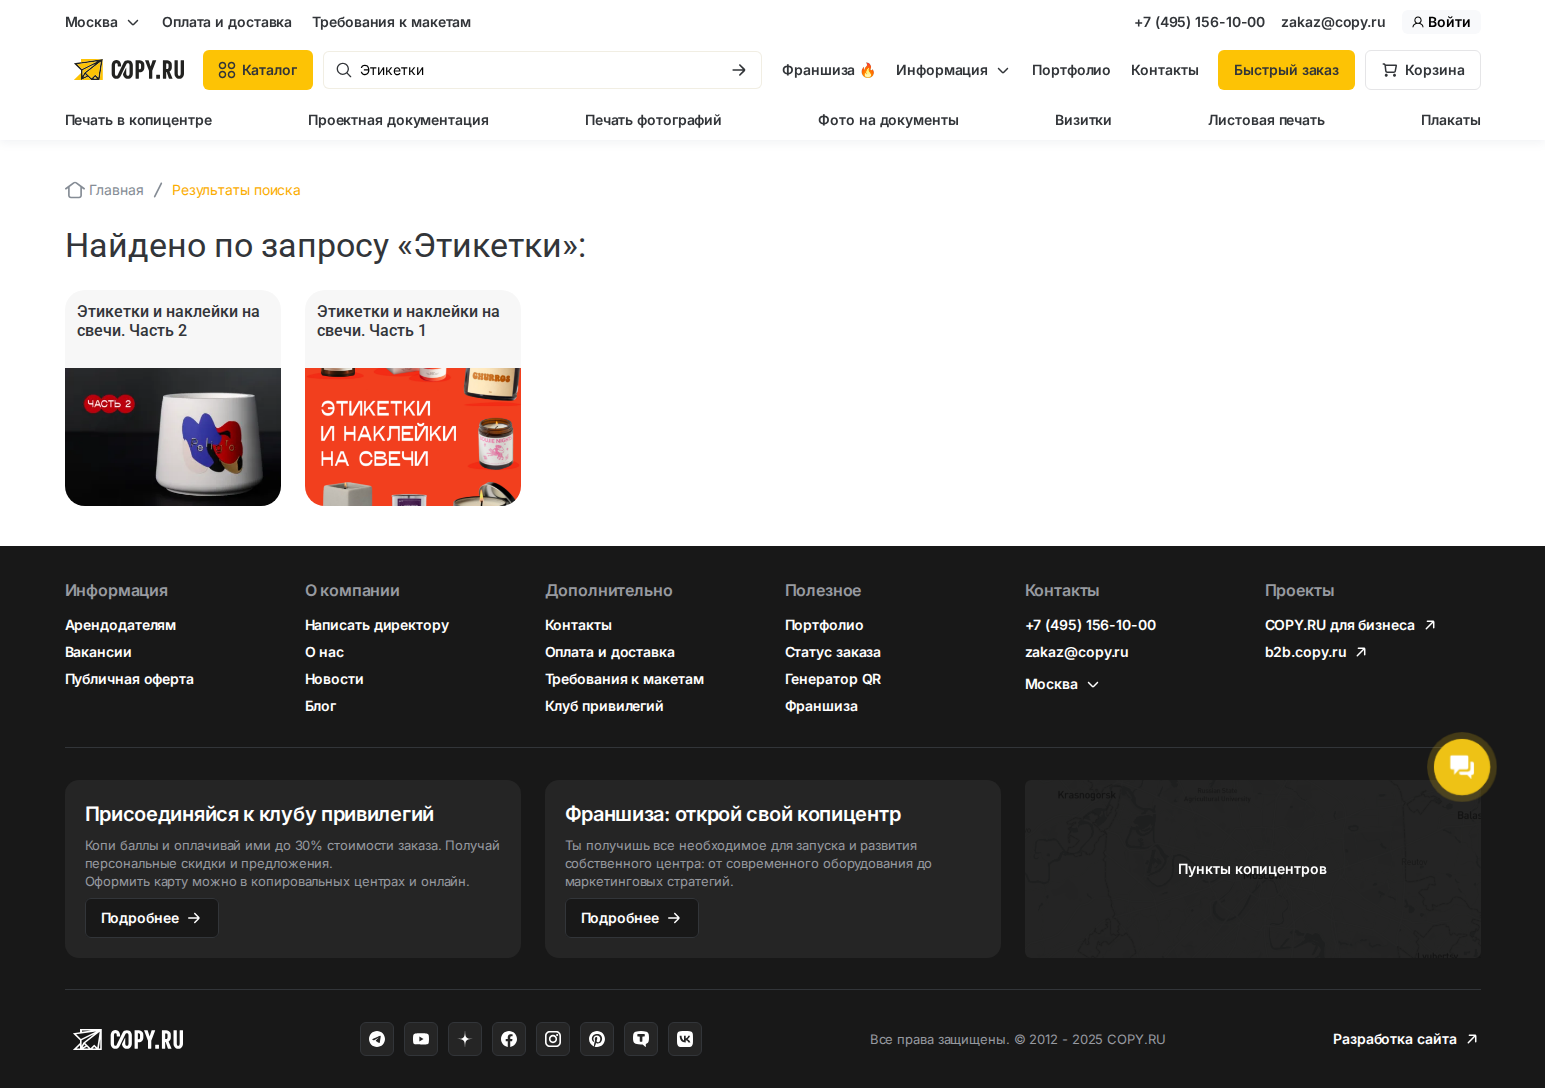 Москва
Оплата и доставка
Требования к макетам
+7 (495) 156-10-00
zakaz@copy.ru
Войти
COPY.RU
Каталог
Этикетки
Франшиза
Информация
Портфолио
Контакты
Быстрый заказ
Корзина
Печать в копицентре
Проектная документация
Печать фотографий
Фото на документы
Визитки
Листовая печать
Плакаты
Главная / Результаты поиска
Найдено по запросу «Этикетки»:
Этикетки и наклейки на
свечи. Часть 2
ЧАСТЬ 2
Этикетки и наклейки на
свечи. Часть 1
CHURROS
ЭТИКЕТКИ
И НАКЛЕЙКИ
НА СВЕЧИ
Информация
Арендодателям
Вакансии
Публичная оферта
О компании
Написать директору
О нас
Новости
Блог
Дополнительно
Контакты
Оплата и доставка
Требования к макетам
Клуб привилегий
Полезное
Портфолио
Статус заказа
Генератор QR
Франшиза
Контакты
+7 (495) 156-10-00
zakaz@copy.ru
Москва
Проекты
COPY.RU для бизнеса
b2b.copy.ru
Присоединяйся к клубу привилегий
Копи баллы и оплачивай ими до 30% стоимости заказа. Получай
персональные скидки и предложения.
Оформить карту можно в копировальных центрах и онлайн.
Подробнее
Франшиза: открой свой копицентр
Ты получишь все необходимое для запуска и развития
собственного центра: от современного оборудования до
маркетинговых стратегий.
Подробнее
Krasnogorsk
Пункты копицентров
COPY.RU
Все права защищены. © 2012 - 2025 COPY.RU
Разработка сайта